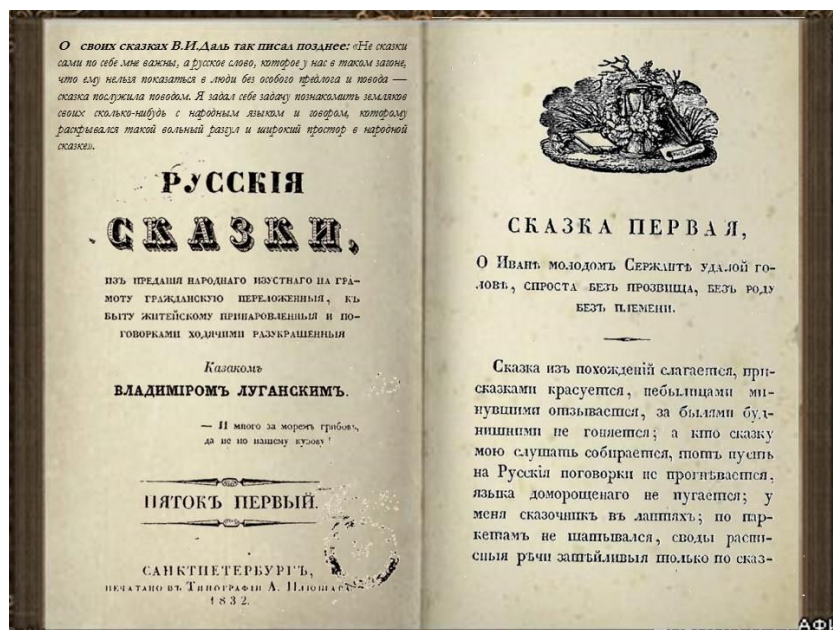 О своих сказках В.И.Даль так писал позднее: «Не сказки
сами по себе мне важны, а русское слово, которое у нас в таком загоне,
что ему нельзя показаться в люди без особого предлога и повода —
сказка послужила поводом. Я задал себе задачу познакомить земляков
своих сколько-нибудь с народным языком и говором, которому
раскрывался такой вольный разгул и широкий простор в народной
сказке».
РУССКІЯ
СКАЗКИ,
ИЗЪ ПРЕДАНІЯ НАРОДНАГО ИЗУСТНАГО НА ГРА-
МОТУ ГРАЖДАНСКУЮ ПЕРЕЛОЖЕННЫЯ, КЪ
БЫТУ ЖИТЕЙСКОМУ ПРИНАРОВЛЕННЫЯ И ПО-
ГОВОРКАМИ ХОДЯЧИМИ РАЗУКРАШЕННЫЯ
Казакомъ
ВЛАДИМІРОМЪ ЛУГАНСКИМЪ.
— И много за моремъ грибовъ,
да не по нашему кузову!
ПЯТОКЪ ПЕРВЫЙ.
САНКТПЕТЕРБУРГЪ,
ПЕЧАТАНО ВЪ Типографіи А. Плюшара
1832.
СКАЗКА ПЕРВАЯ,
О Иванѣ молодомъ Сержантѣ удалой го-
ловѣ, спроста безъ прозвища, безъ роду
безъ племени.
Сказка изъ похожденій слагается, при-
сказками красуется, небылицами ми-
нувшими отзывается, за былями буд-
нишними не гоняется; а кто сказку
мою слушать собирается, тотъ пусть
на Русскія поговорки не прогнѣвается,
языка доморощенаго не пугается; у
меня сказочникъ въ лаптяхъ; по пар-
кетамъ не шатывался, своды распис-
сныя рѣчи затѣйливыя только по сказ-
АФИ